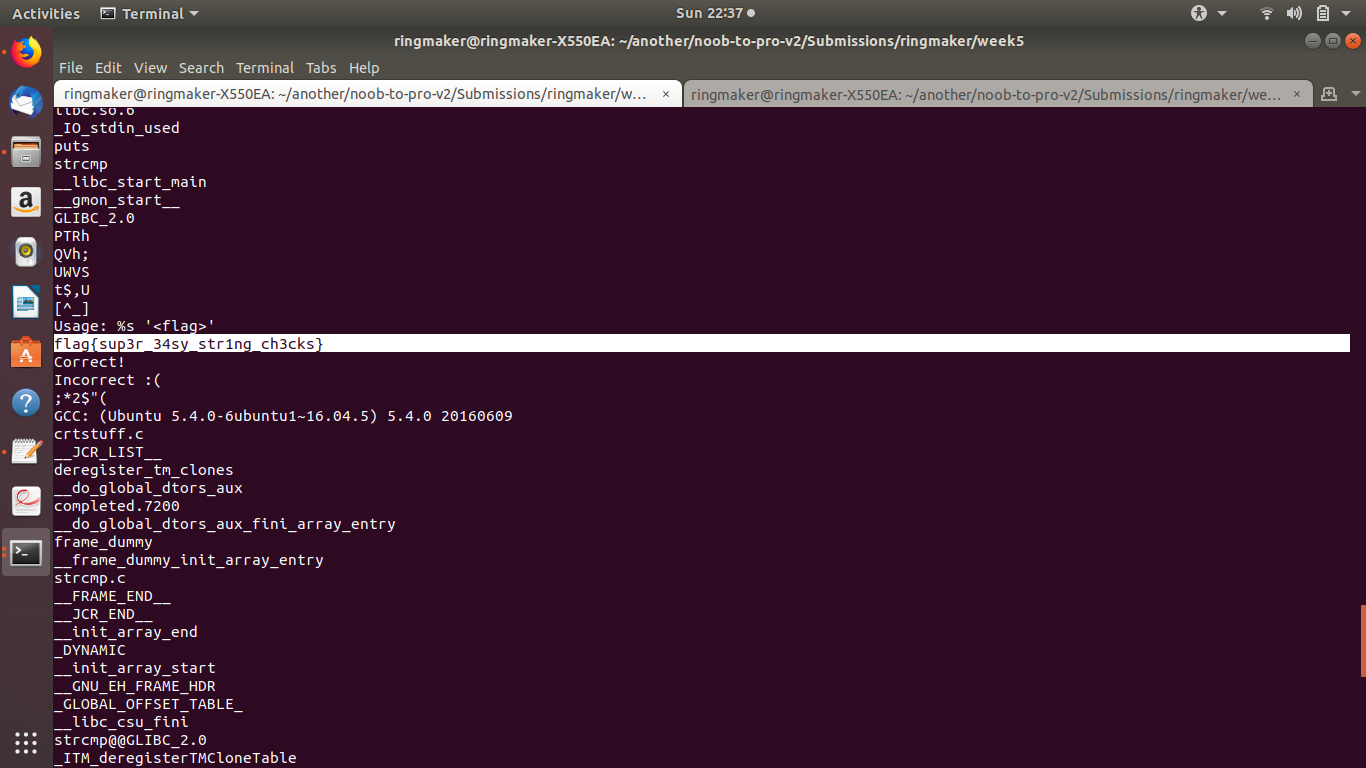 Activities Terminal Sun 22:37
ringmaker@ringmaker-X550EA: ~/another/noob-to-pro-v2/Submissions/ringmaker/week5
File Edit View Search Terminal Tabs Help
ringmaker@ringmaker-X550EA: ~/another/noob-to-pro-v2/Submissions/ringmaker/w... × ringmaker@ringmaker-X550EA: ~/another/noob-to-pro-v2/Submissions/ringmaker/we... ×
libc.so.6
_IO_stdin_used
puts
strcmp
__libc_start_main
__gmon_start__
GLIBC_2.0
PTRh
QVh;
UWVS
t$,U
[^_]
Usage: %s '<flag>'
flag{sup3r_34sy_str1ng_ch3cks}
Correct!
Incorrect :(
;*2$"(
GCC: (Ubuntu 5.4.0-6ubuntu1~16.04.5) 5.4.0 20160609
crtstuff.c
__JCR_LIST__
deregister_tm_clones
__do_global_dtors_aux
completed.7200
__do_global_dtors_aux_fini_array_entry
frame_dummy
__frame_dummy_init_array_entry
strcmp.c
__FRAME_END__
__JCR_END__
__init_array_end
_DYNAMIC
__init_array_start
__GNU_EH_FRAME_HDR
_GLOBAL_OFFSET_TABLE_
__libc_csu_fini
strcmp@@GLIBC_2.0
_ITM_deregisterTMCloneTable